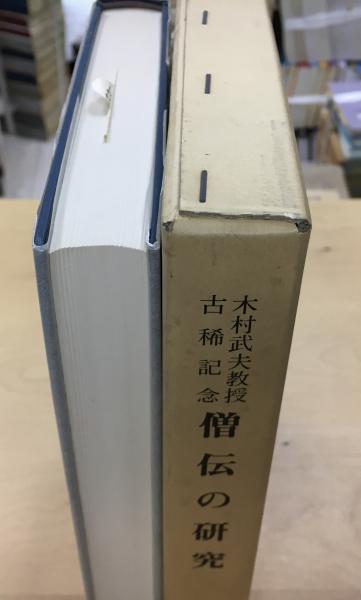 木村武夫教授
古稀記念
僧伝の研究